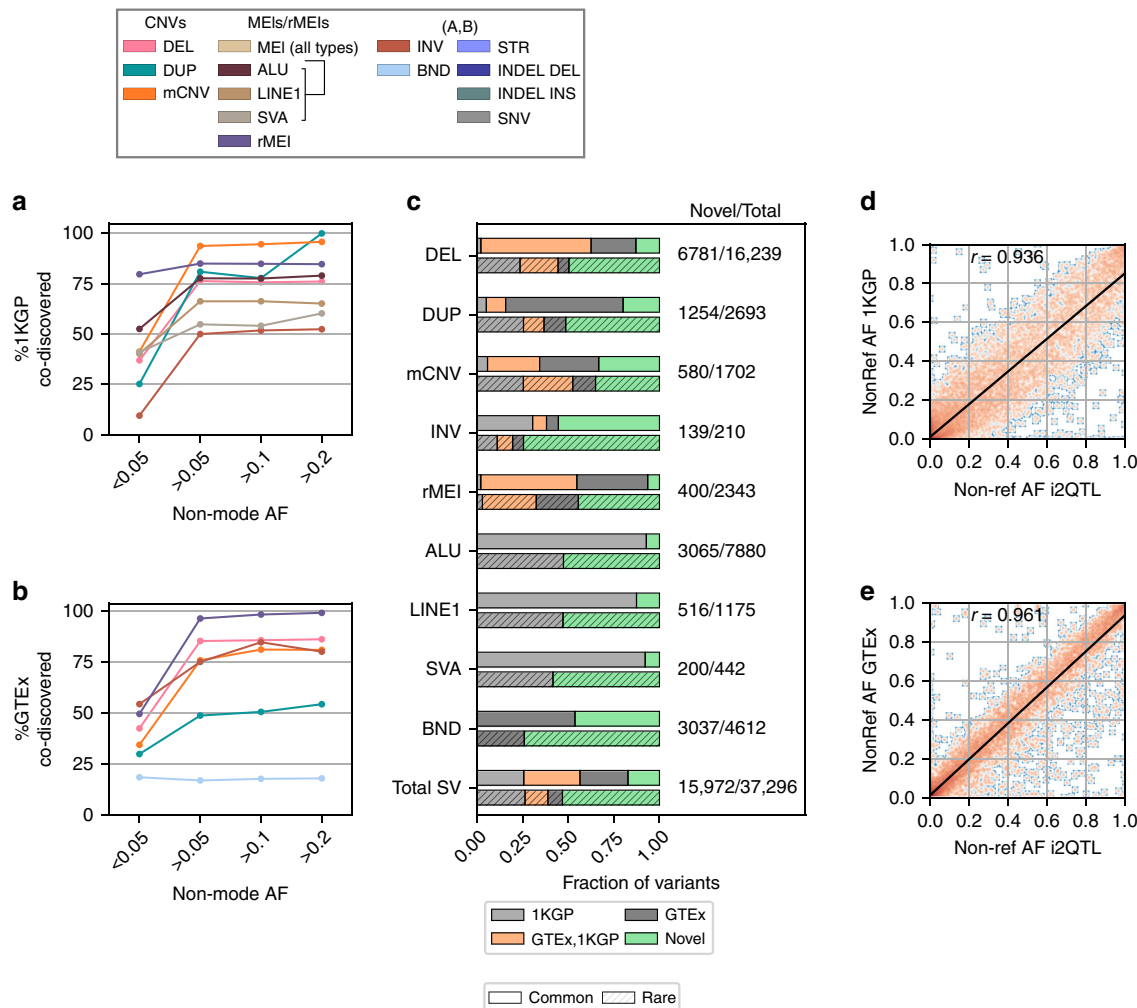 CNVs MEIs/rMEIs (A,B)
DEL MEI (all types) INV STR
DUP ALU BND INDEL DEL
mCNV LINE1 INDEL INS
SVA SNV
rMEI
a
100
75
50
25
0
%1KGP
co-discovered
<0.05 >0.05 >0.1 >0.2
Non-mode AF
b
100
75
50
25
0
%GTEx
co-discovered
<0.05 >0.05 >0.1 >0.2
Non-mode AF
c
Novel/Total
DEL 6781/16,239
DUP 1254/2693
mCNV 580/1702
INV 139/210
rMEI 400/2343
ALU 3065/7880
LINE1 516/1175
SVA 200/442
BND 3037/4612
Total SV 15,972/37,296
0.00 0.25 0.50 0.75 1.00
Fraction of variants
1KGP GTEx
GTEx,1KGP Novel
Common Rare
d
r = 0.936
1.0
0.8
0.6
0.4
0.2
0.0
NonRef AF 1KGP
0.0 0.2 0.4 0.6 0.8 1.0
Non-ref AF i2QTL
e
r = 0.961
1.0
0.8
0.6
0.4
0.2
0.0
NonRef AF GTEx
0.0 0.2 0.4 0.6 0.8 1.0
Non-ref AF i2QTL